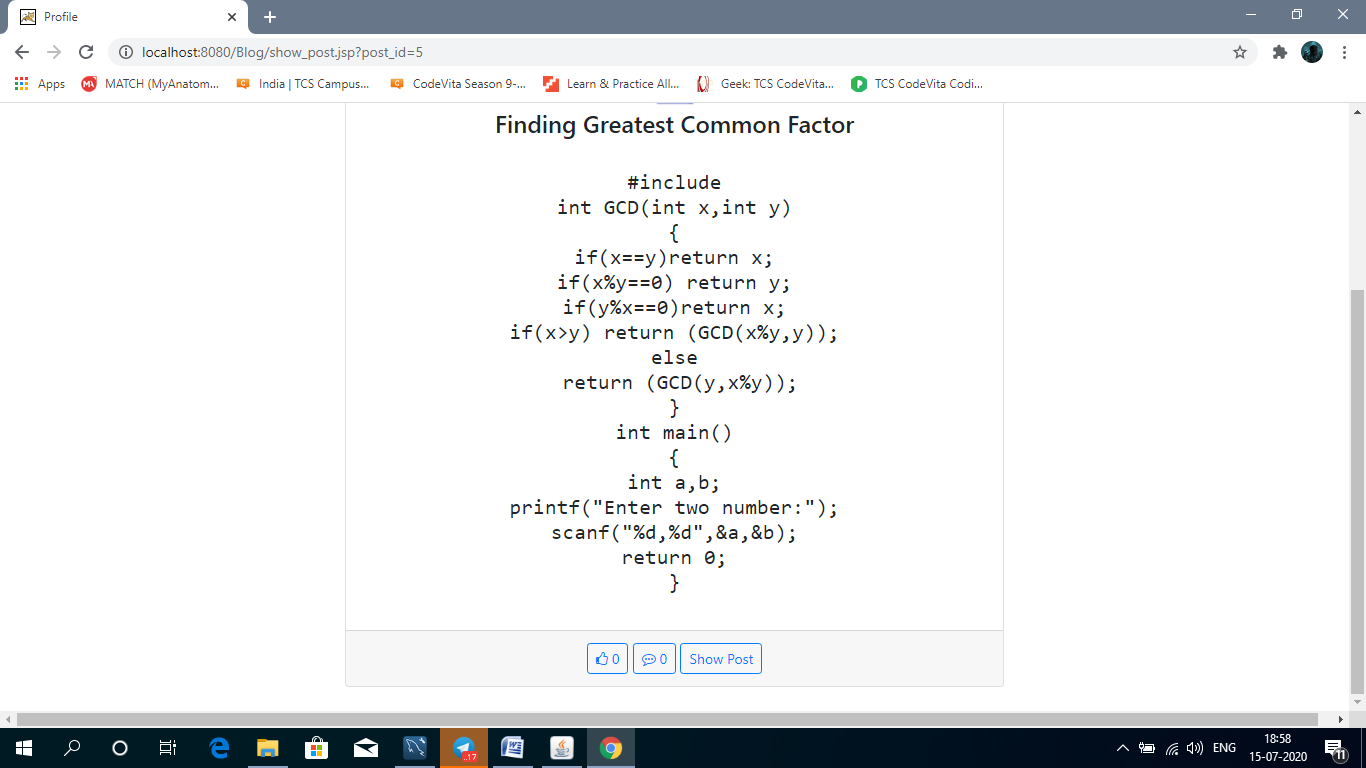 Profile
localhost:8080/Blog/show_post.jsp?post_id=5
Apps MATCH (MyAnatom... India | TCS Campus... CodeVita Season 9-... Learn & Practice All... Geek: TCS CodeVita... TCS CodeVita Codi...
Finding Greatest Common Factor
#include
int GCD(int x,int y)
{
if(x==y)return x;
if(x%y==0) return y;
if(y%x==0)return x;
if(x>y) return (GCD(x%y,y));
else
return (GCD(y,x%y));
}
int main()
{
int a,b;
printf("Enter two number:");
scanf("%d,%d",&a,&b);
return 0;
}
0 0 Show Post
..17
ENG
18:58
15-07-2020
11